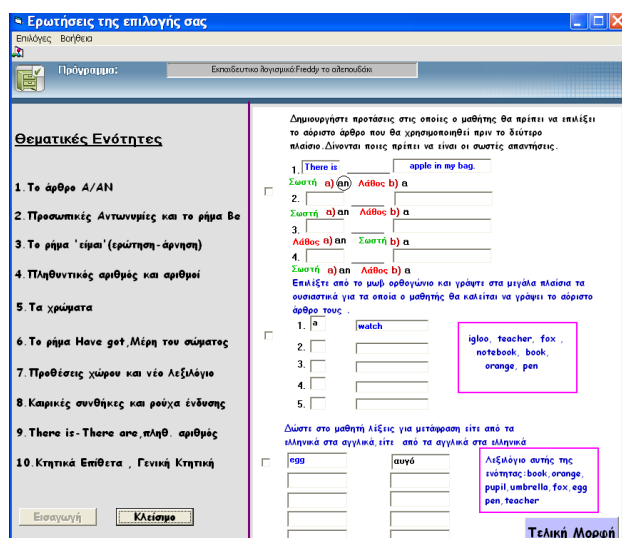 Ερωτήσεις της επιλογής σας
Επιλόγες Βοήθεια
Πρόγραμμα: Εκπαιδευτικο λογισμικό:Freddy το αλεπουδάκι
Θεματικές Ενότητες
1.Το άρθρο A/AN
2.Προσωπικές Αντωνυμίες και το ρήμα Be
3.Το ρήμα 'είμαι'(ερώτηση-άρνηση)
4.Πληθυντικός αριθμός και αριθμοί
5.Τα χρώματα
6.Το ρήμα Have got,Μέρη του σώματος
7.Προθέσεις χώρου και νέο Λεξιλόγιο
8.Καιρικές συνθήκες και ρούχα ένδυσης
9.There is-There are,πληθ. αριθμός
10.Κτητικά Επίθετα , Γενική Κτητική
Εισαγωγή Κλείσιμο
Δημιουργήστε προτάσεις στις οποίες ο μαθητής θα πρέπει να επιλέξει
το αόριστο άρθρο που θα χρησιμοποιηθεί πριν το δεύτερο
πλαίσιο.Δίνονται ποιες πρέπει να είναι οι σωστές απαντήσεις.
1. There is apple in my bag.
Σωστή a) an Λάθος b) a
2.
Σωστή a) an Λάθος b) a
3.
Λάθος a) an Σωστή b) a
4.
Σωστή a) an Λάθος b) a
Επιλέξτε από το μωβ ορθογώνιο και γράψτε στα μεγάλα πλαίσια τα
ουσιαστικά για τα οποία ο μαθητής θα καλείται να γράψει το αόριστο
άρθρο τους .
1. a watch
2.
3.
4.
5.
igloo, teacher, fox ,
notebook, book,
orange, pen
Δώστε στο μαθητή λέξεις για μετάφραση είτε από τα
ελληνικά στα αγγλικά,είτε από τα αγγλικά στα ελληνικά
egg αυγό
Λεξιλόγιο αυτής της
ενότητας:book,orange,
pupil,umbrella,fox,egg
pen,teacher
Τελική Μορφή